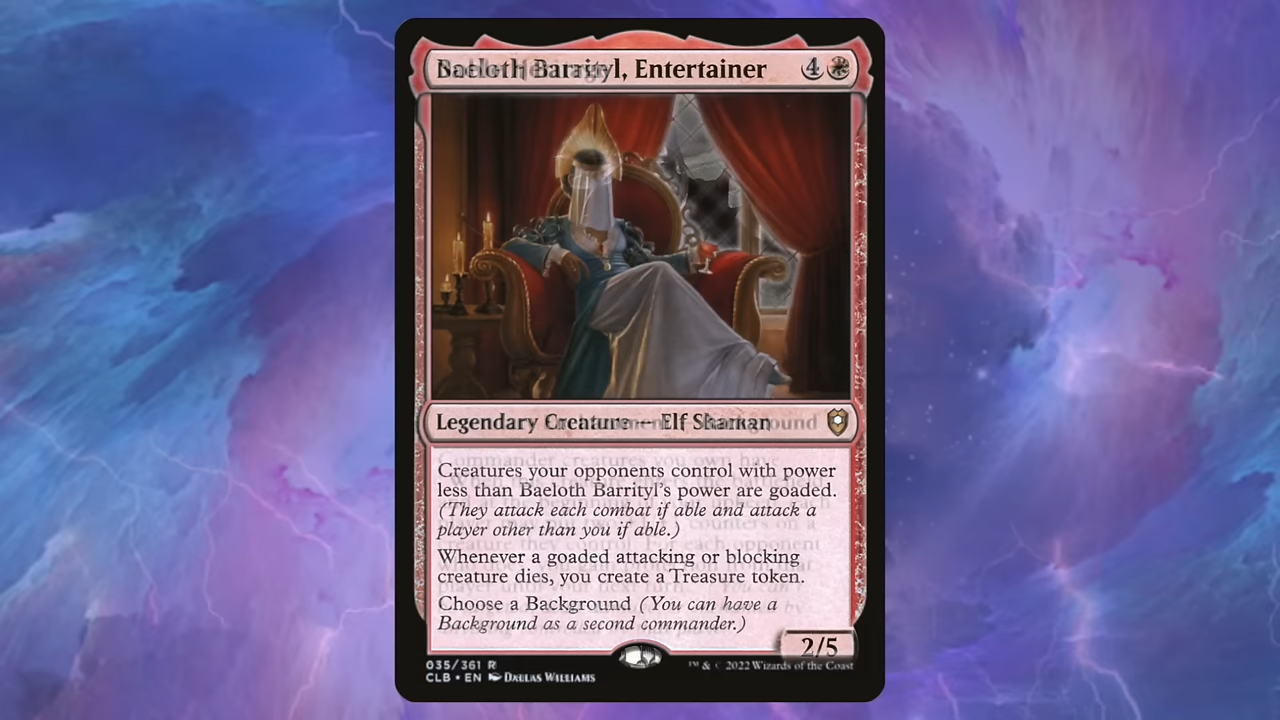 Baeloth Barrityl, Entertainer 4
Legendary Creature — Elf Shaman
Creatures your opponents control with power
less than Baeloth Barrityl's power are goaded.
(They attack each combat if able and attack a
player other than you if able.)
Whenever a goaded attacking or blocking
creature dies, you create a Treasure token.
Choose a Background (You can have a
Background as a second commander.)
2/5
035/361 R
CLB • EN
™ & © 2022 Wizards of the Coast